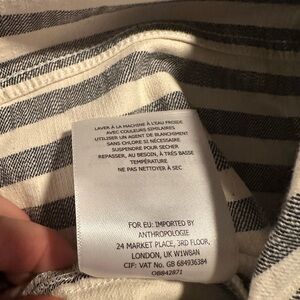 LAVER À LA MACHINE À L'EAU FROIDE
AVEC COULEURS SIMILAIRES
UTILISER UN AGENT DE BLANCHIMENT
SANS CHLORE SI NÉCESSAIRE
SUSPENDRE POUR SÉCHER
REPASSER, AU BESOIN, À TRÈS BASSE
TEMPÉRATURE
NE PAS NETTOYER À SEC
FOR EU: IMPORTED BY
ANTHROPOLOGIE
24 MARKET PLACE, 3RD FLOOR,
LONDON, UK W1W8AN
CIF: VAT No. GB 684936384
OB842871